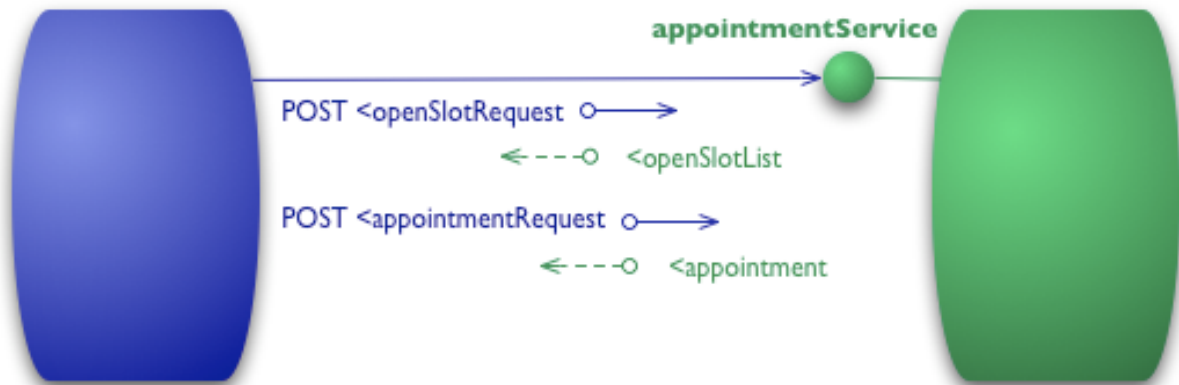 appointmentService
POST <openSlotRequest
<openSlotList
POST <appointmentRequest
<appointment